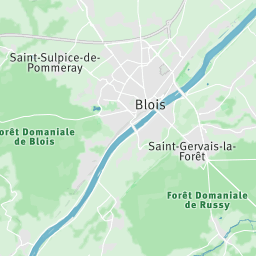 Saint-Sulpice-de-
Pommeray
Blois
Forêt Domaniale
de Blois
Saint-Gervais-la-
Forêt
Forêt Domaniale
de Russy